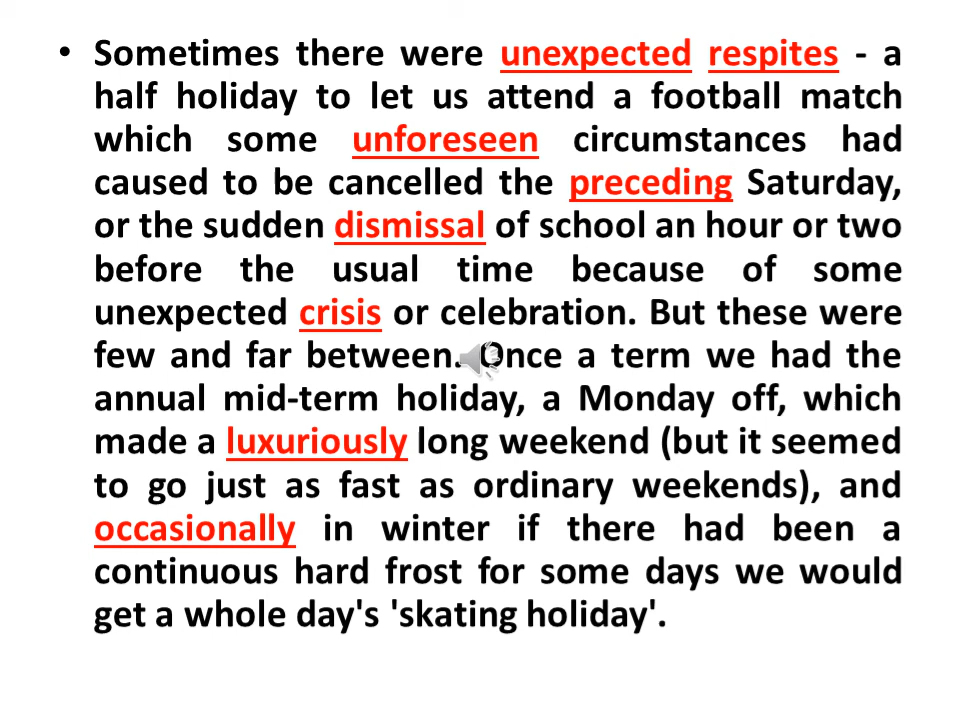 • Sometimes there were unexpected respites - a
half holiday to let us attend a football match
which some unforeseen circumstances had
caused to be cancelled the preceding Saturday,
or the sudden dismissal of school an hour or two
before the usual time because of some
unexpected crisis or celebration. But these were
few and far between. Once a term we had the
annual mid-term holiday, a Monday off, which
made a luxuriously long weekend (but it seemed
to go just as fast as ordinary weekends), and
occasionally in winter if there had been a
continuous hard frost for some days we would
get a whole day's 'skating holiday'.